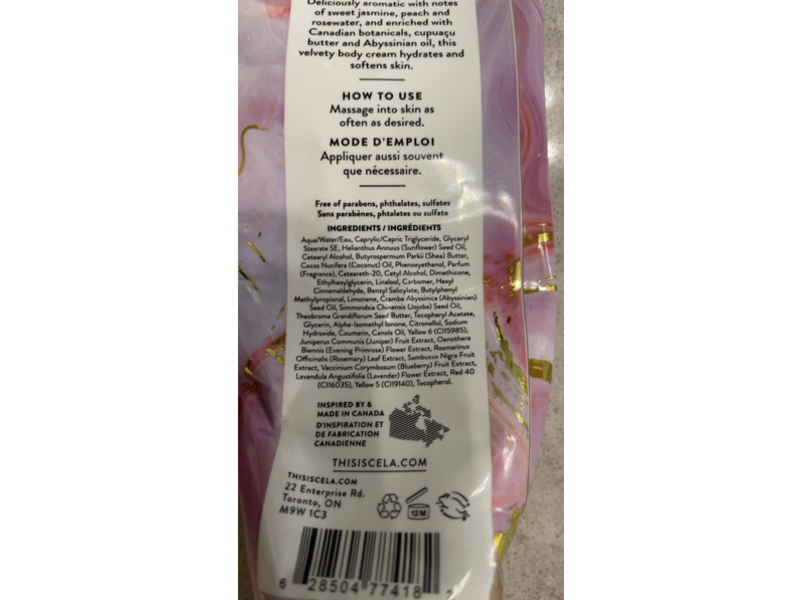 Deliciously aromatic with notes
of sweet jasmine, peach and
rosewater, and enriched with
Canadian botanicals, cupuaçu
butter and Abyssinian oil, this
velvety body cream hydrates and
softens skin.
HOW TO USE
Massage into skin as
often as desired.
MODE D'EMPLOI
Appliquer aussi souvent
que nécessaire.
Free of parabens, phthalates, sulfates
Sans parabènes, phtalates ou sulfate
INGREDIENTS / INGRÉDIENTS
Aqua/Water/Eau, Caprylic/Capric Triglyceride, Glyceryl
Stearate SE, Helianthus Annuus (Sunflower) Seed Oil,
Cetearyl Alcohol, Butyrospermum Parkii (Shea) Butter,
Cocos Nucifera (Coconut) Oil, Phenoxyethanol, Parfum
(Fragrance), Ceteareth-20, Cetyl Alcohol, Dimethicone,
Ethylhexylglycerin, Linalool, Carbomer, Hexyl
Cinnemaldehyde, Benzyl Salicylate, Butylphenyl
Methylpropional, Limonene, Crambe Abyssinica (Abyssinian)
Seed Oil, Simmondsia Chinensis (Jojoba) Seed Oil,
Theobroma Grandiflorum Seed Butter, Tocopheryl Acetate,
Glycerin, Alpha-Isomethyl Ionone, Citronellol, Sodium
Hydroxide, Coumarin, Canola Oil, Yellow 6 (CI15985),
Juniperus Communis (Juniper) Fruit Extract, Oenothera
Biennis (Evening Primrose) Flower Extract, Rosmarinus
Officinalis (Rosemary) Leaf Extract, Sambucus Nigra Fruit
Extract, Vaccinium Corymbosum (Blueberry) Fruit Extract,
Lavandula Angustifolia (Lavender) Flower Extract, Red 40
(CI16035), Yellow 5 (CI19140), Tocopherol.
INSPIRED BY &
MADE IN CANADA
D'INSPIRATION ET
DE FABRICATION
CANADIENNE
THISISCELA.COM
THISISCELA.COM
22 Enterprise Rd.
Toronto, ON
M9W 1C3
12 M
6 28504 77418